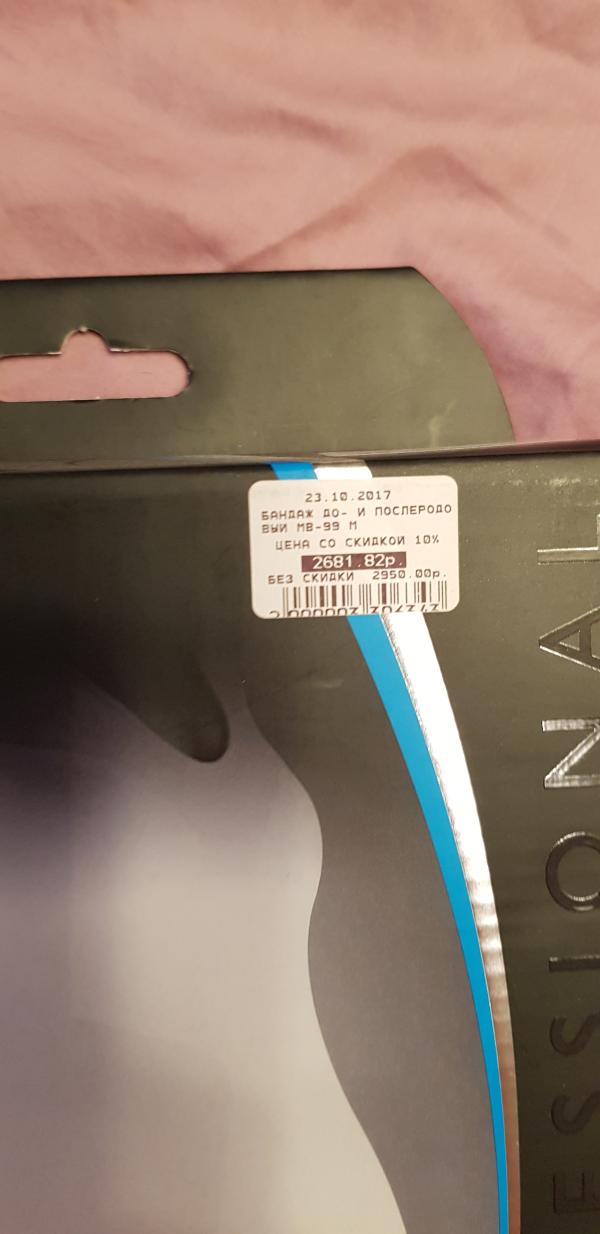 23.10.2017
БАНДАЖ ДО- И ПОСЛЕРОДО
ВЫЙ MB-99 M
ЦЕНА СО СКИДКОЙ 10%
2681.82р.
БЕЗ СКИДКИ 2950.00р.
ESSIONAL